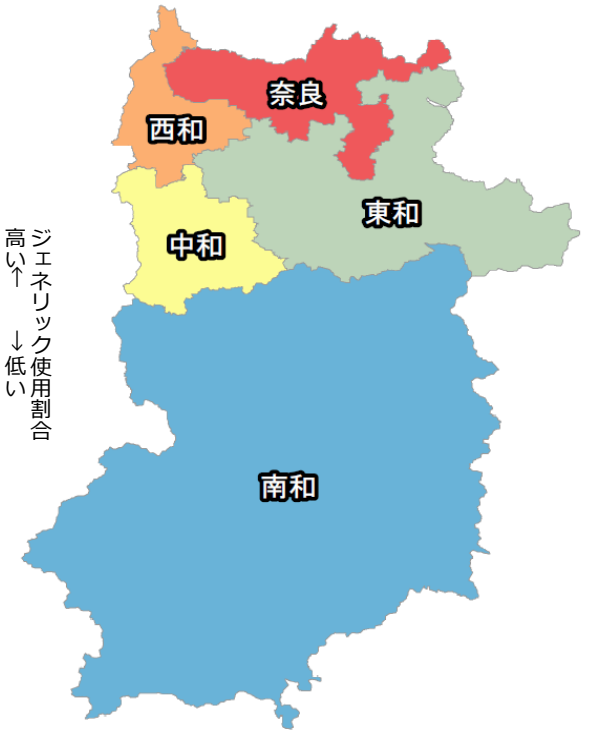 奈良
西和
東和
中和
ジェネリック使用割合
高い↑ ↓低い
南和